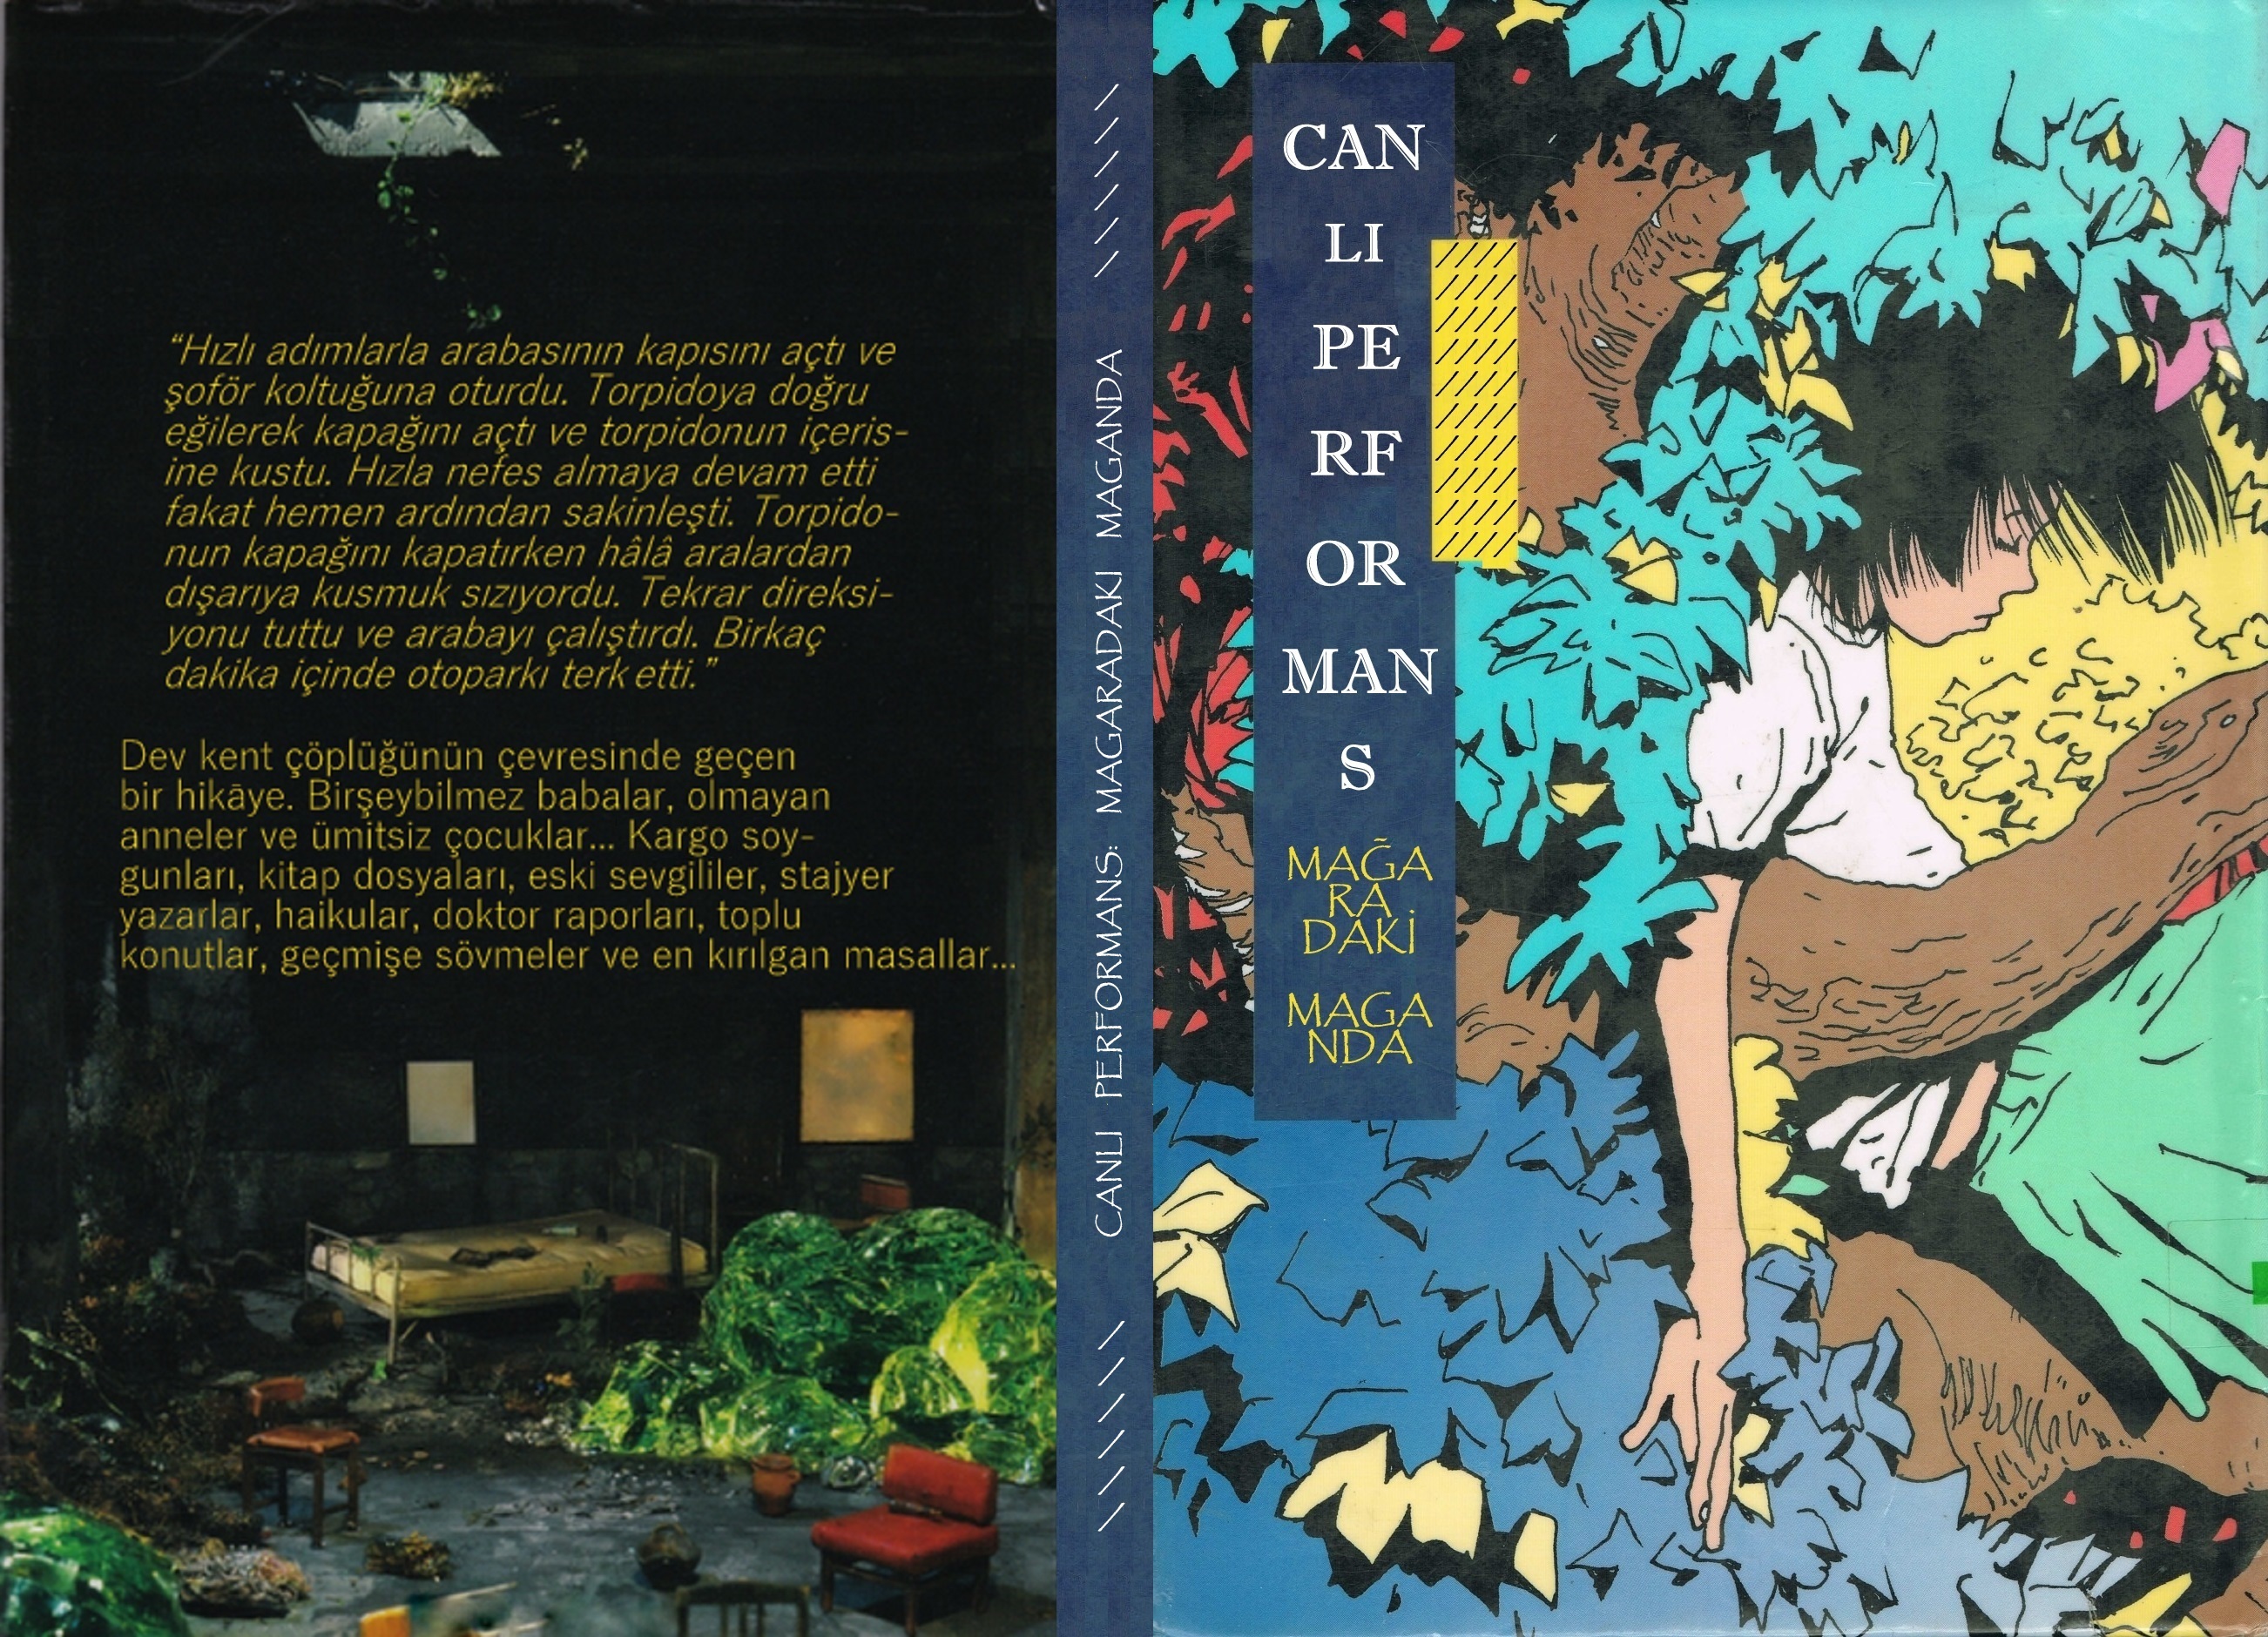 “Hızlı adımlarla arabasının kapısını açtı ve
şoför koltuğuna oturdu. Torpidoya doğru
eğilerek kapağını açtı ve torpidonun içeris-
ine kustu. Hızla nefes almaya devam etti
fakat hemen ardından sakinleşti. Torpido-
nun kapağını kapatırken hâlâ aralardan
dışarıya kusmuk sızıyordu. Tekrar direksi-
yonu tuttu ve arabayı çalıştırdı. Birkaç
dakika içinde otoparkı terk etti.”
Dev kent çöplüğünün çevresinde geçen
bir hikâye. Birşeybilmez babalar, olmayan
anneler ve ümitsiz çocuklar... Kargo soy-
gunları, kitap dosyaları, eski sevgililer, stajyer
yazarlar, haikular, doktor raporları, toplu
konutlar, geçmişe sövmeler ve en kırılgan masallar...
CANLI PERFORMANS: MAGARADAKI MAGANDA
CAN
LI
PE
RF
OR
MAN
S
MAĞA
RA
DAKİ
MAGA
NDA